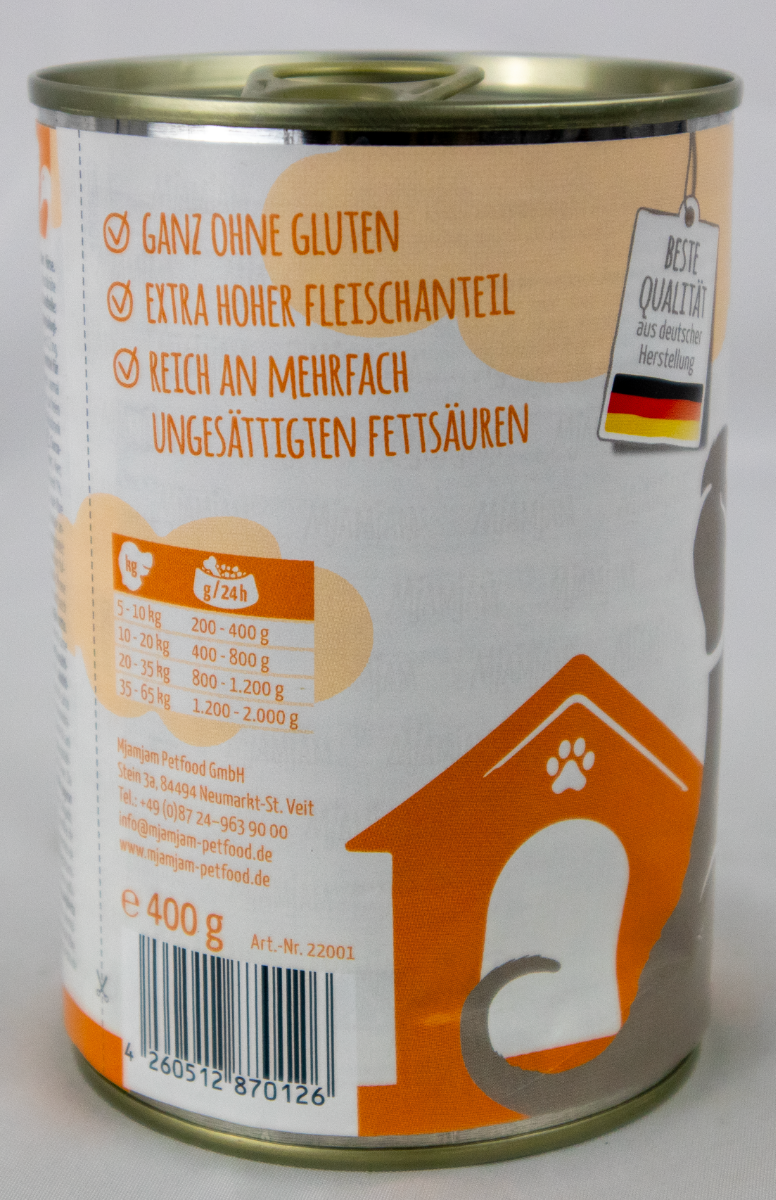 GANZ OHNE GLUTEN
EXTRA HOHER FLEISCHANTEIL
REICH AN MEHRFACH
UNGESÄTTIGTEN FETTSÄUREN
BESTE
QUALITÄT
aus deutscher
Herstellung
kg g/24h
5-10 kg 200-400 g
10-20 kg 400-800 g
20-35 kg 800-1.200 g
35-65 kg 1.200-2.000 g
Mjamjam Petfood GmbH
Stein 3a, 84494 Neumarkt-St. Veit
Tel.: +49 (0)87 24–963 90 00
info@mjamjam-petfood.de
www.mjamjam-petfood.de
℮ 400 g Art.-Nr. 22001
4 260512 870126